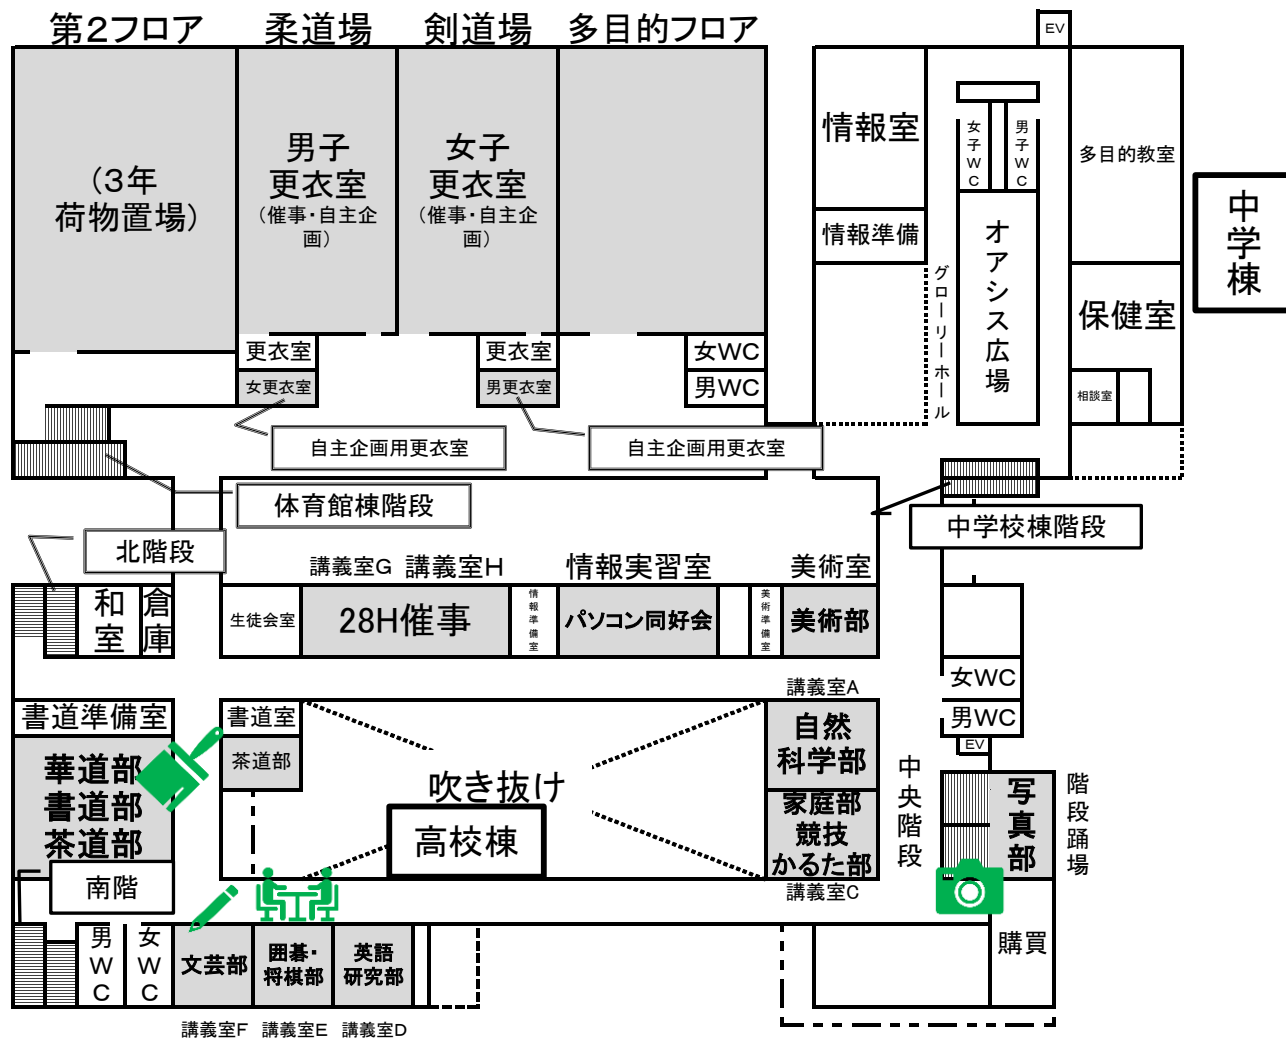 第２フロア
柔道場
剣道場
多目的フロア
EV
（３年
荷物置場）
男子
更衣室
（催事・自主企
画）
女子
更衣室
（催事・自主企
画）
情報室
情報準備
女子WC
男子WC
多目的教室
中学棟
オアシス広場
グローリーホール
保健室
相談室
更衣室
女更衣室
更衣室
男更衣室
女WC
男WC
自主企画用更衣室
自主企画用更衣室
体育館棟階段
中学校棟階段
北階段
講義室G
講義室H
情報実習室
美術室
和室
倉庫
生徒会室
28H催事
情報準備室
パソコン同好会
美術準備室
美術部
女WC
男WC
EV
講義室A
書道準備室
書道室
自然
科学部
華道部
書道部
茶道部
茶道部
吹き抜け
高校棟
家庭部
競技
かるた部
講義室C
中央階段
写真部
階段踊場
南階
購買
男WC
女WC
文芸部
囲碁・
将棋部
英語
研究部
講義室F
講義室E
講義室D